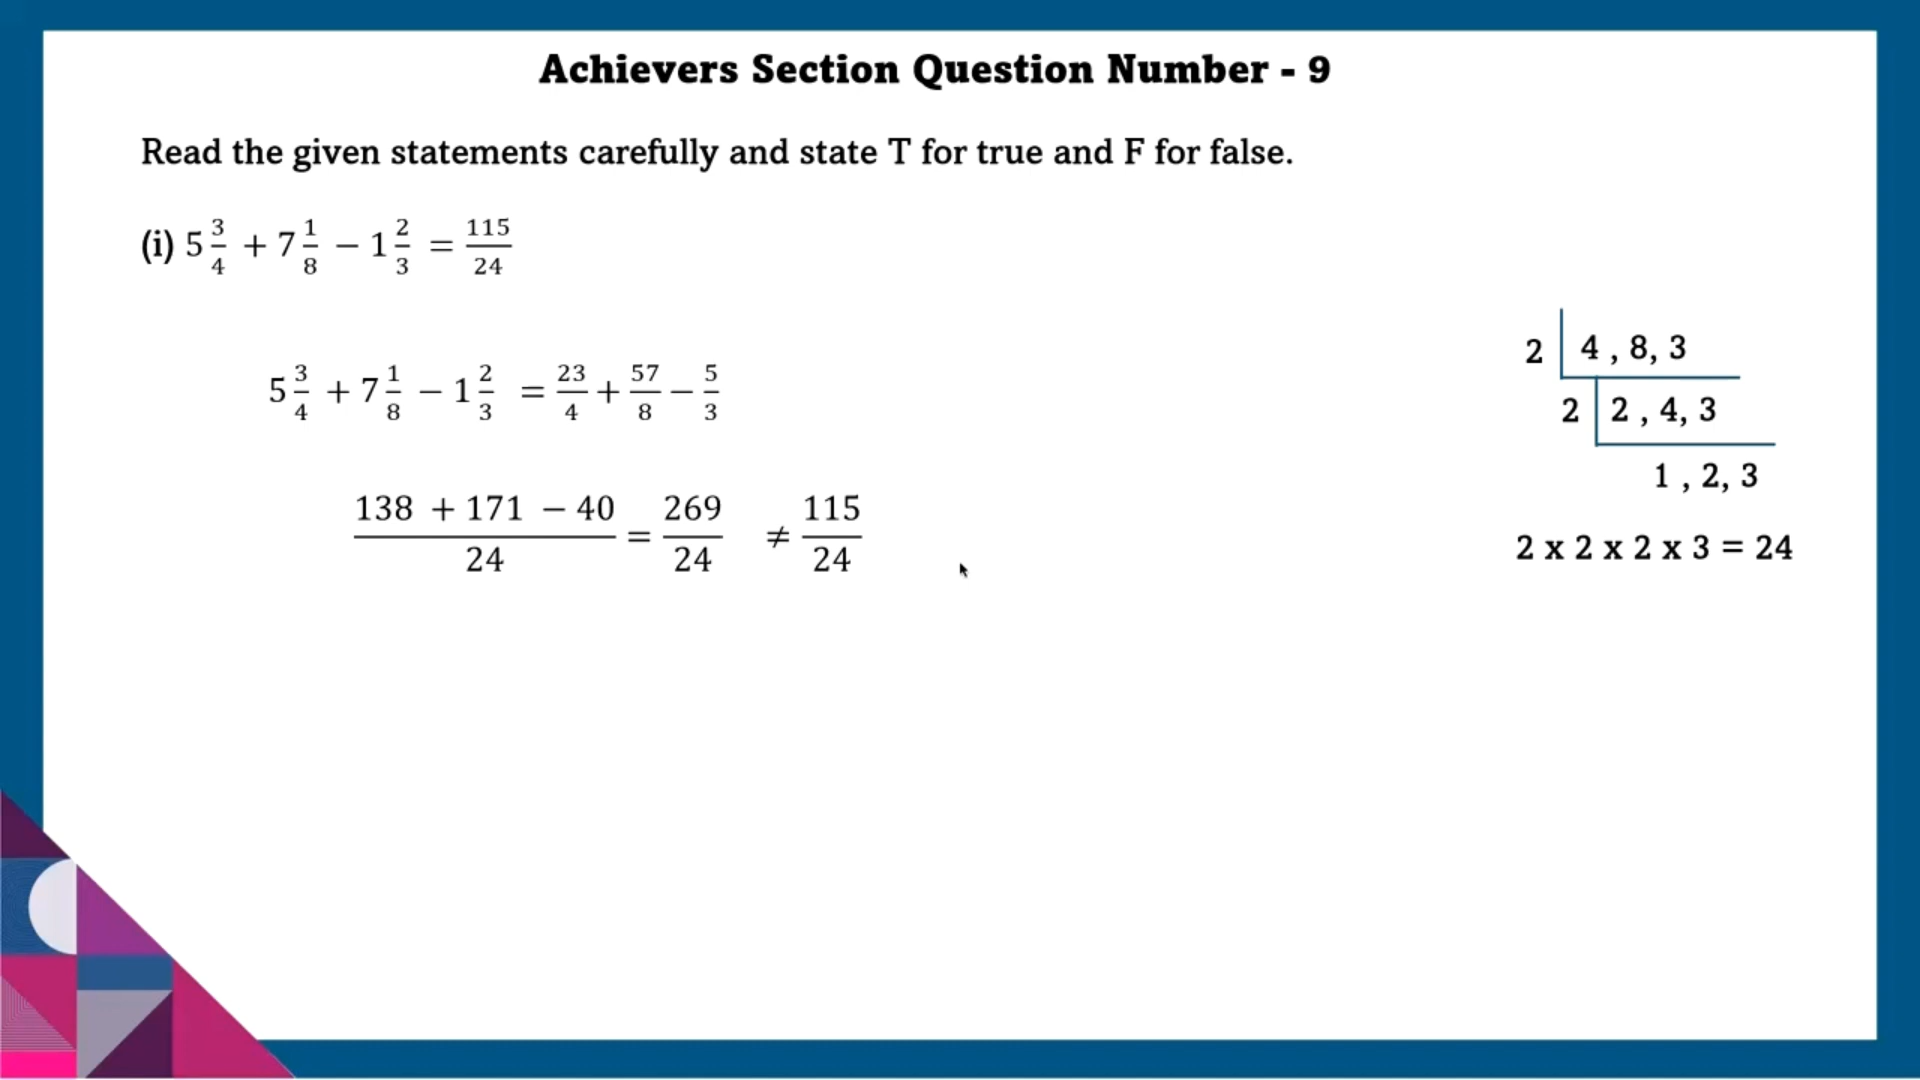 Achievers Section Question Number - 9
Read the given statements carefully and state T for true and F for false.
(i) 5 3/4 + 7 1/8 − 1 2/3 = 115/24
5 3/4 + 7 1/8 − 1 2/3 = 23/4 + 57/8 − 5/3
(138 + 171 − 40)/24 = 269/24 ≠ 115/24
2 | 4 , 8, 3
2 | 2 , 4, 3
1 , 2, 3
2 x 2 x 2 x 3 = 24